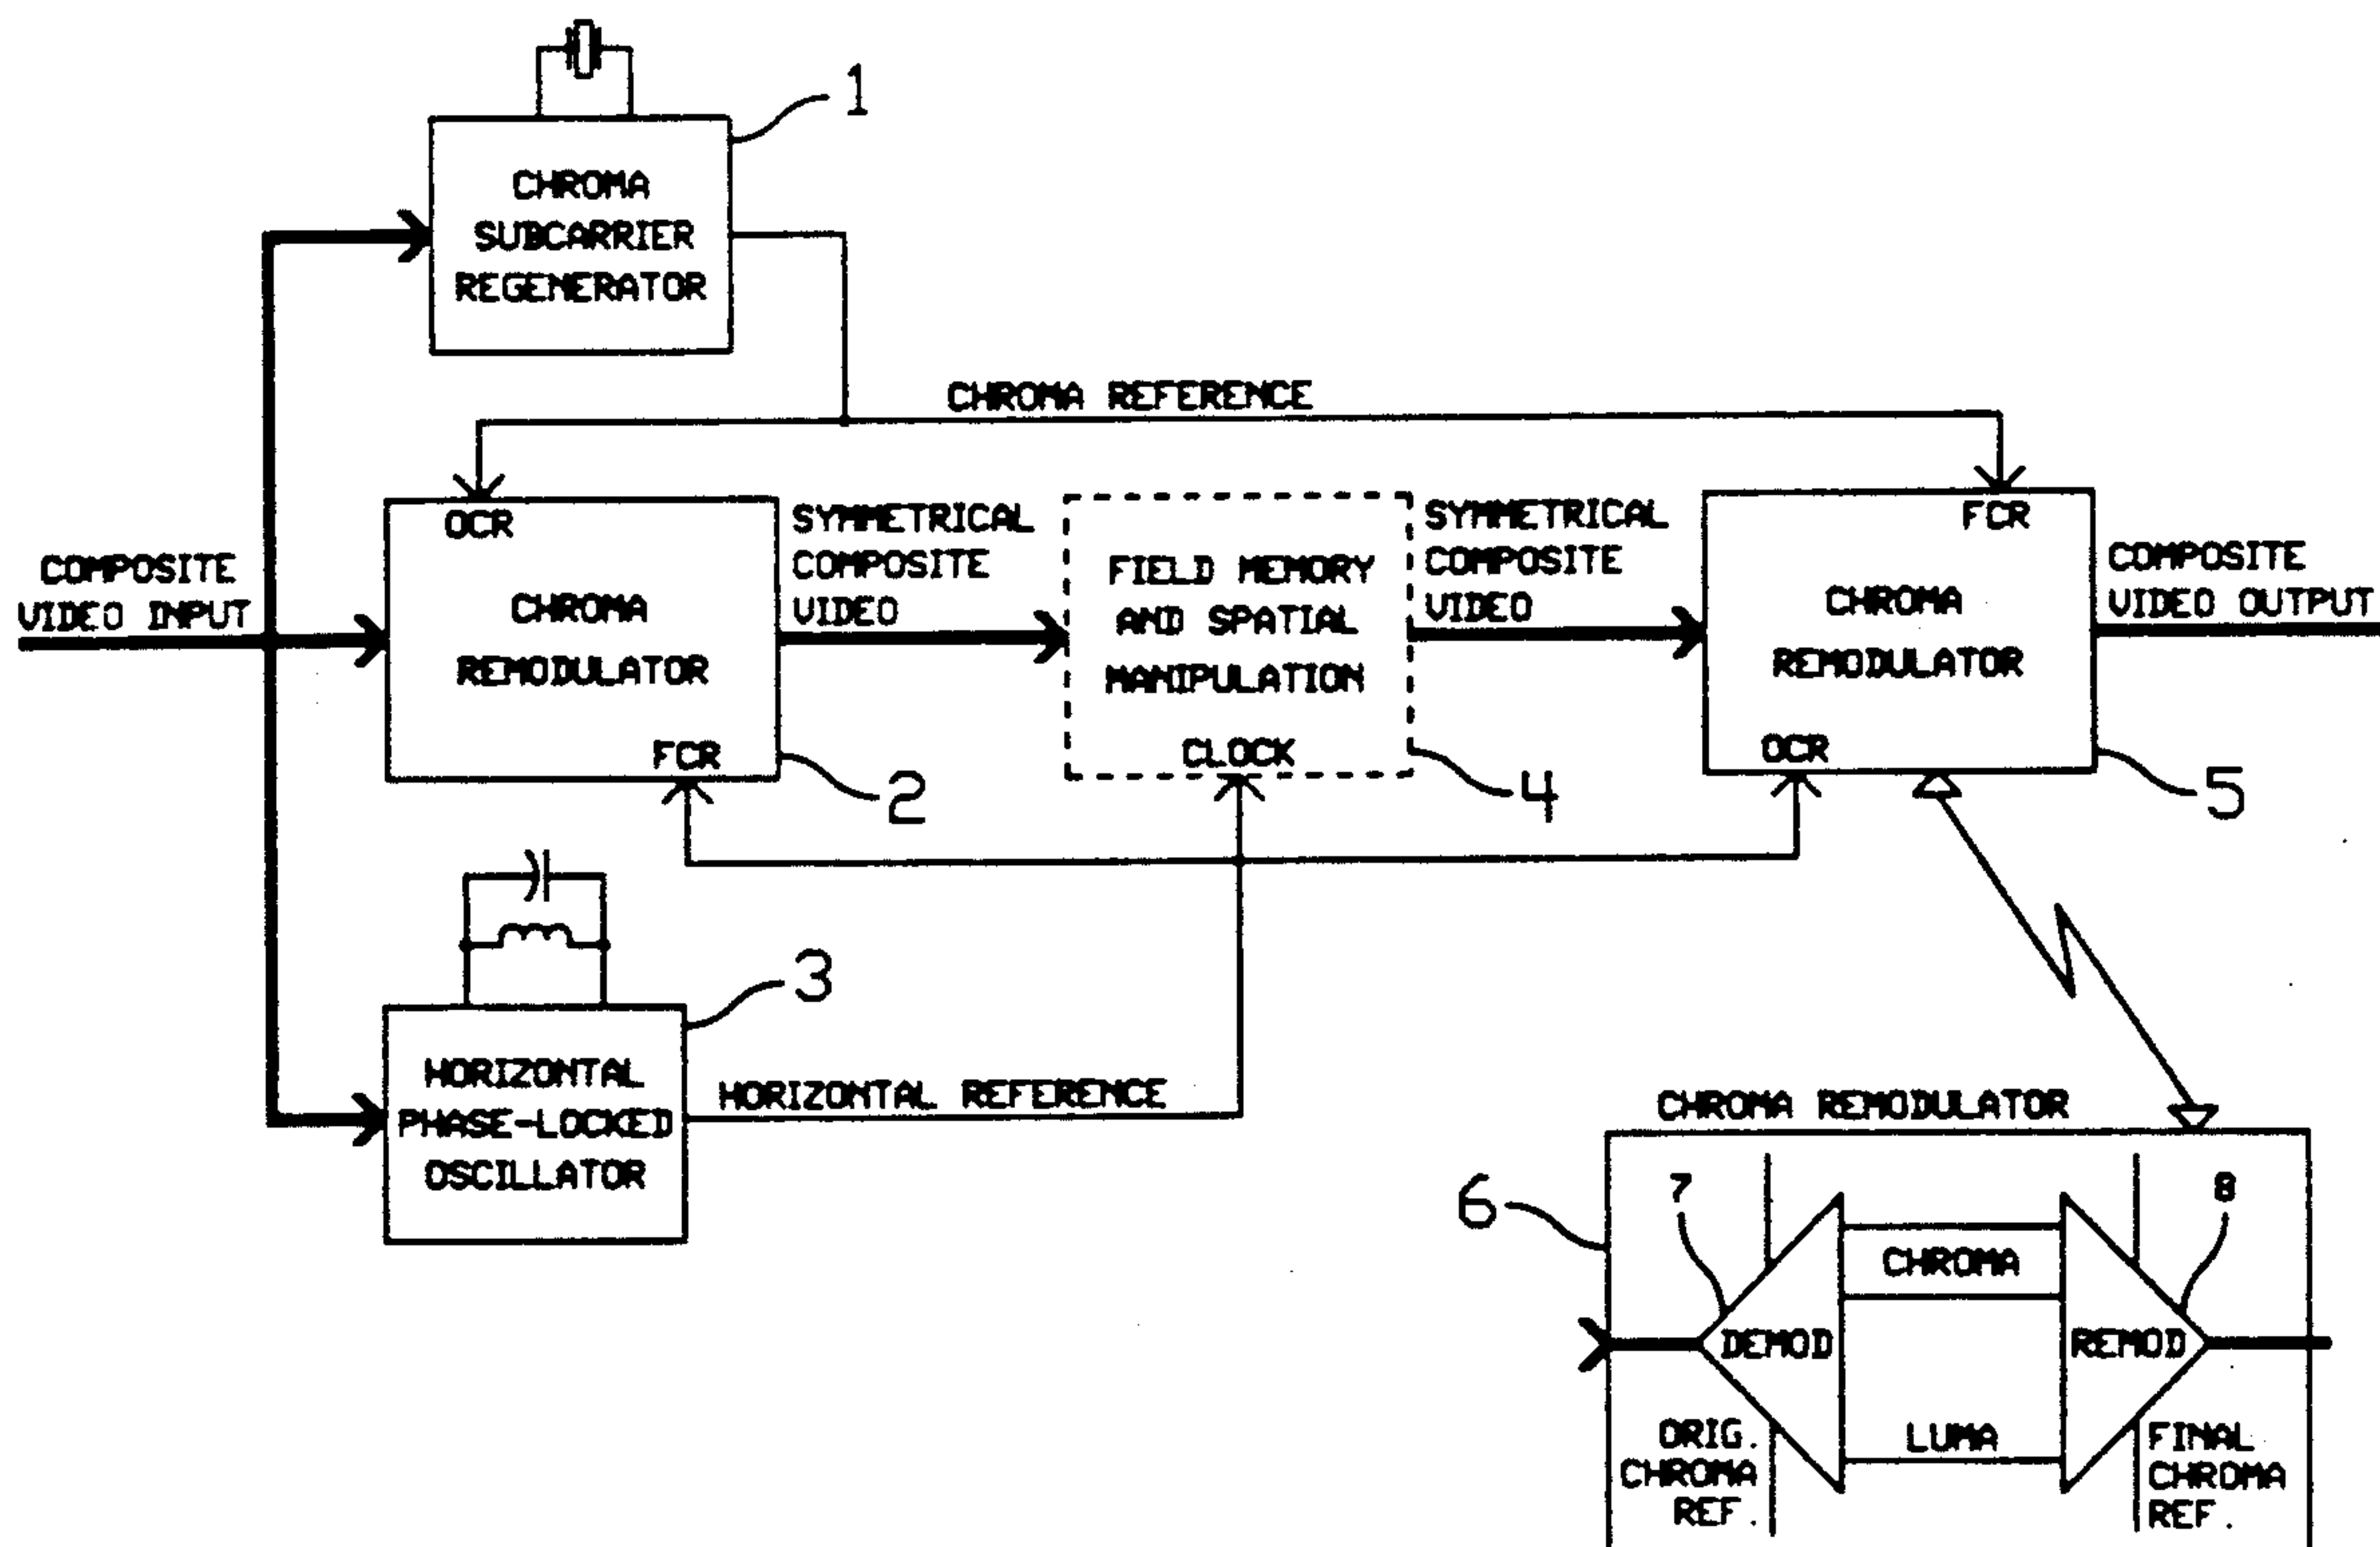 1
CHROMA
SUBCARRIER
REGENERATOR
CHROMA REFERENCE
COMPOSITE
VIDEO INPUT
OCR
CHROMA
REMODULATOR
FCR
2
SYMMETRICAL
COMPOSITE
VIDEO
FIELD MEMORY
AND SPATIAL
MANIPULATION
CLOCK
4
SYMMETRICAL
COMPOSITE
VIDEO
FCR
CHROMA
REMODULATOR
OCR
5
COMPOSITE
VIDEO OUTPUT
3
HORIZONTAL
PHASE-LOCKED
OSCILLATOR
HORIZONTAL REFERENCE
CHROMA REMODULATOR
6
7
8
CHROMA
DEMOD
REMOD
LUMA
ORIG.
CHROMA
REF.
FINAL
CHROMA
REF.